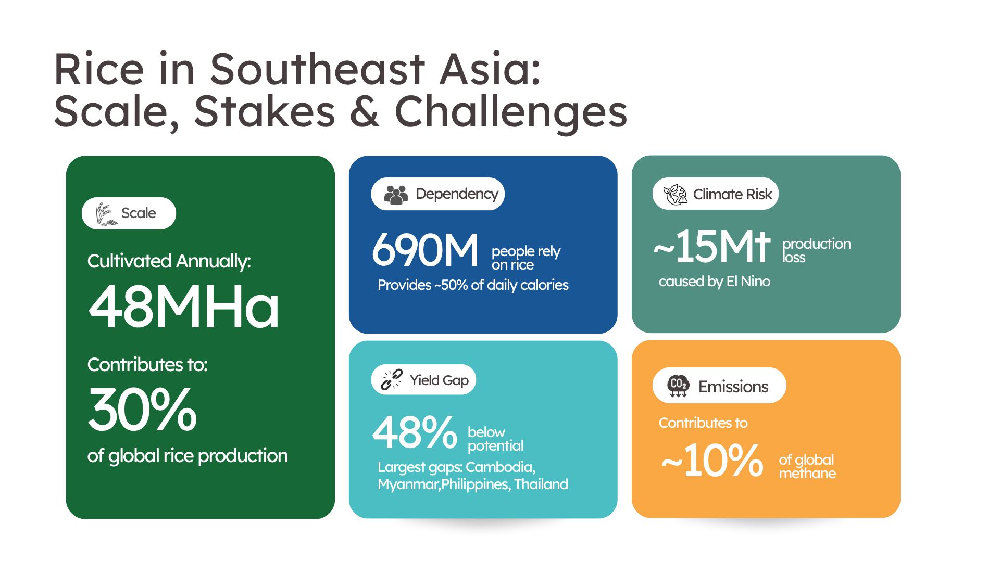 Rice in Southeast Asia:
Scale, Stakes & Challenges
Scale
Cultivated Annually:
48MHa
Contributes to:
30%
of global rice production
Dependency
690M
people rely
on rice
Provides ~50% of daily calories
Climate Risk
~15Mt
production
loss
caused by El Nino
Yield Gap
48%
below
potential
Largest gaps: Cambodia,
Myanmar,Philippines, Thailand
CO₂
Emissions
Contributes to
~10%
of global
methane